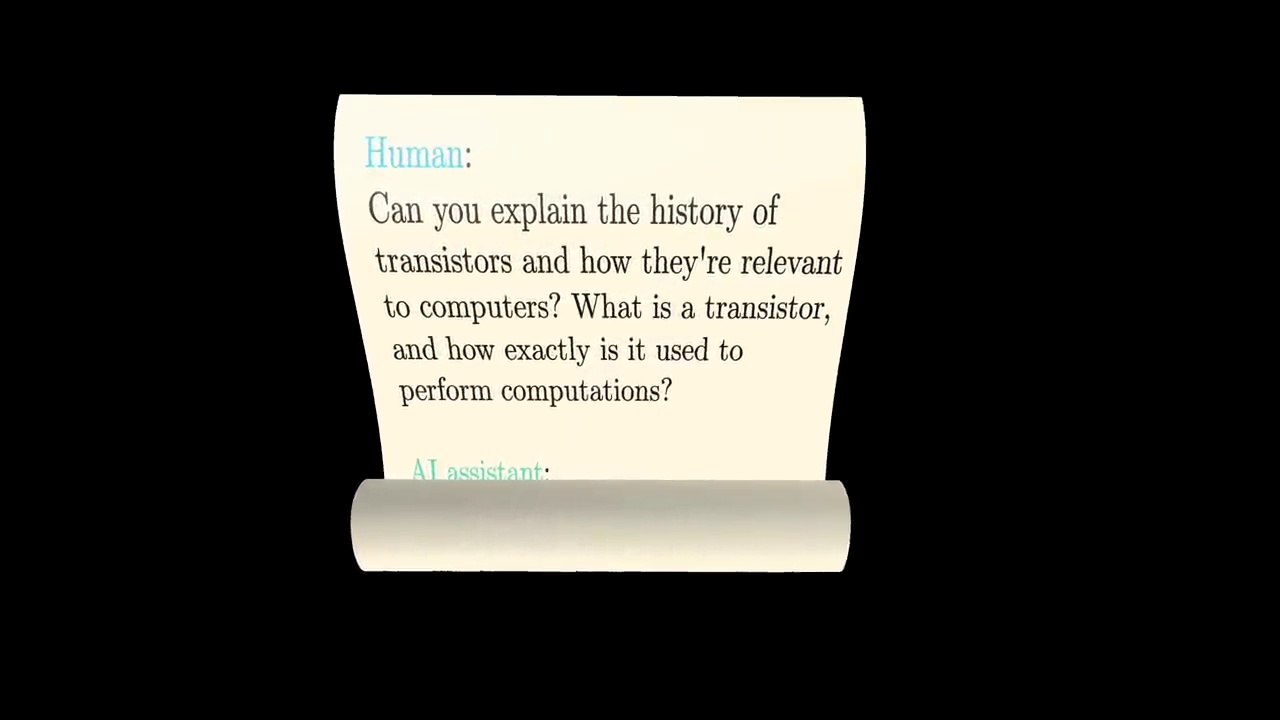 Human:
Can you explain the history of
transistors and how they're relevant
to computers? What is a transistor,
and how exactly is it used to
perform computations?
AI assistant: